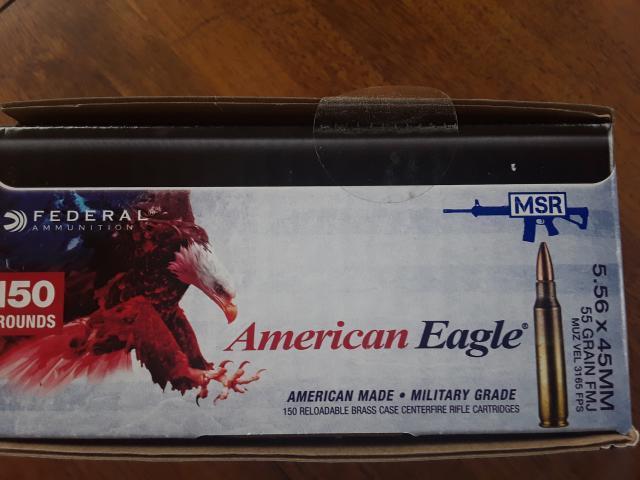 FEDERAL
AMMUNITION
150
ROUNDS
MSR
American Eagle®
AMERICAN MADE • MILITARY GRADE
150 RELOADABLE BRASS CASE CENTERFIRE RIFLE CARTRIDGES
5.56 x 45MM
55 GRAIN FMJ
MUZ VEL 3165 FPS